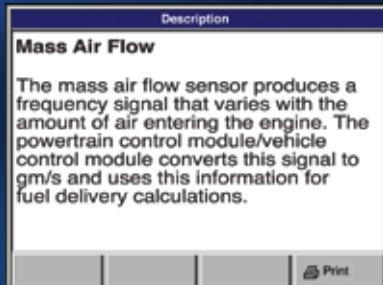 Description
Mass Air Flow
The mass air flow sensor produces a
frequency signal that varies with the
amount of air entering the engine. The
powertrain control module/vehicle
control module converts this signal to
gm/s and uses this information for
fuel delivery calculations.
Print